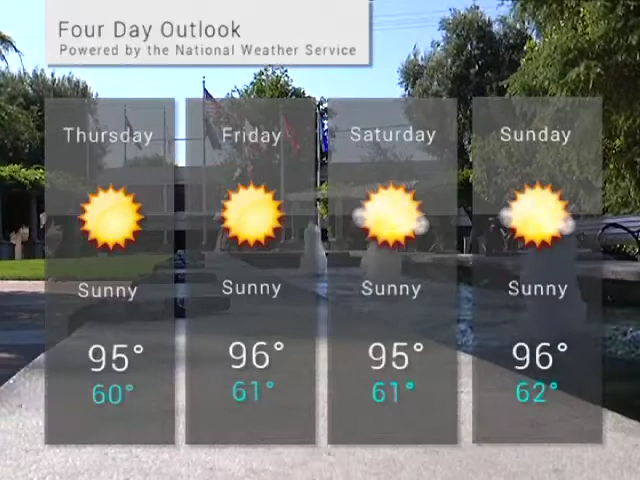 Four Day Outlook
Powered by the National Weather Service
Thursday
Sunny
95°
60°
Friday
Sunny
96°
61°
Saturday
Sunny
95°
61°
Sunday
Sunny
96°
62°